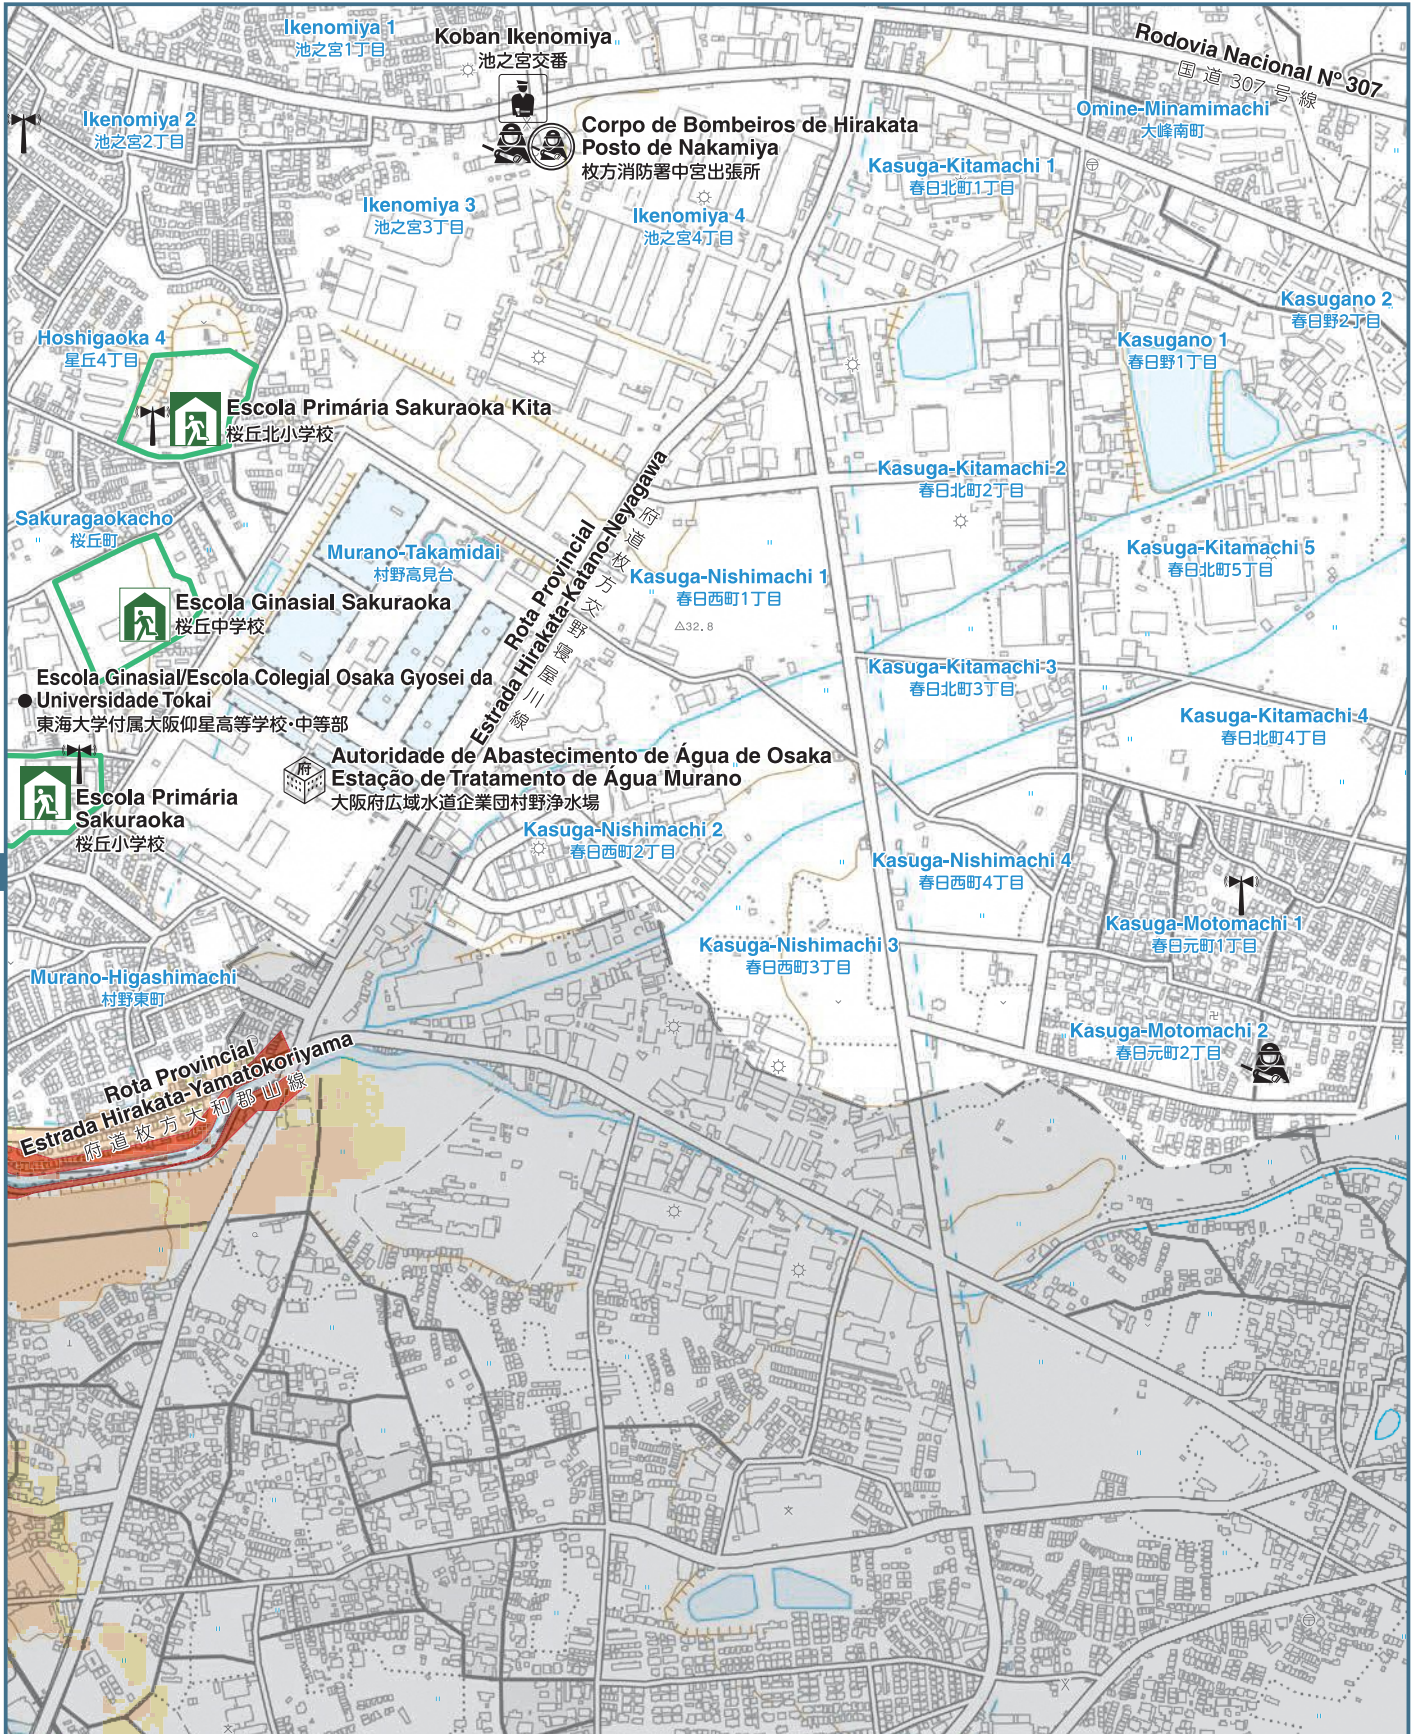 Ikenomiya 1
池之宮1丁目
Koban Ikenomiya
池之宮交番
Rodovia Nacional Nº 307
国道307号線
Ikenomiya 2
池之宮2丁目
Corpo de Bombeiros de Hirakata
Posto de Nakamiya
枚方消防署中宮出張所
Omine-Minamimachi
大峰南町
Kasuga-Kitamachi 1
春日北町1丁目
Ikenomiya 3
池之宮3丁目
Ikenomiya 4
池之宮4丁目
Kasugano 2
春日野2丁目
Hoshigaoka 4
星丘4丁目
Kasugano 1
春日野1丁目
Escola Primária Sakuraoka Kita
桜丘北小学校
Kasuga-Kitamachi 2
春日北町2丁目
Sakuragaokacho
桜丘町
Murano-Takamidai
村野高見台
Rota Provincial
Estrada Hirakata-Katano-Neyagawa
府道枚方交野寝屋川線
Kasuga-Nishimachi 1
春日西町1丁目
Kasuga-Kitamachi 5
春日北町5丁目
Escola Ginasial Sakuraoka
桜丘中学校
△32.8
Kasuga-Kitamachi 3
春日北町3丁目
Escola Ginasial/Escola Colegial Osaka Gyosei da
Universidade Tokai
東海大学付属大阪仰星高等学校・中等部
Kasuga-Kitamachi 4
春日北町4丁目
府
Autoridade de Abastecimento de Água de Osaka
Estação de Tratamento de Água Murano
大阪府広域水道企業団村野浄水場
Escola Primária
Sakuraoka
桜丘小学校
Kasuga-Nishimachi 2
春日西町2丁目
Kasuga-Nishimachi 4
春日西町4丁目
Kasuga-Motomachi 1
春日元町1丁目
Kasuga-Nishimachi 3
春日西町3丁目
Murano-Higashimachi
村野東町
Kasuga-Motomachi 2
春日元町2丁目
Rota Provincial
Estrada Hirakata-Yamatokoriyama
府道枚方大和郡山線